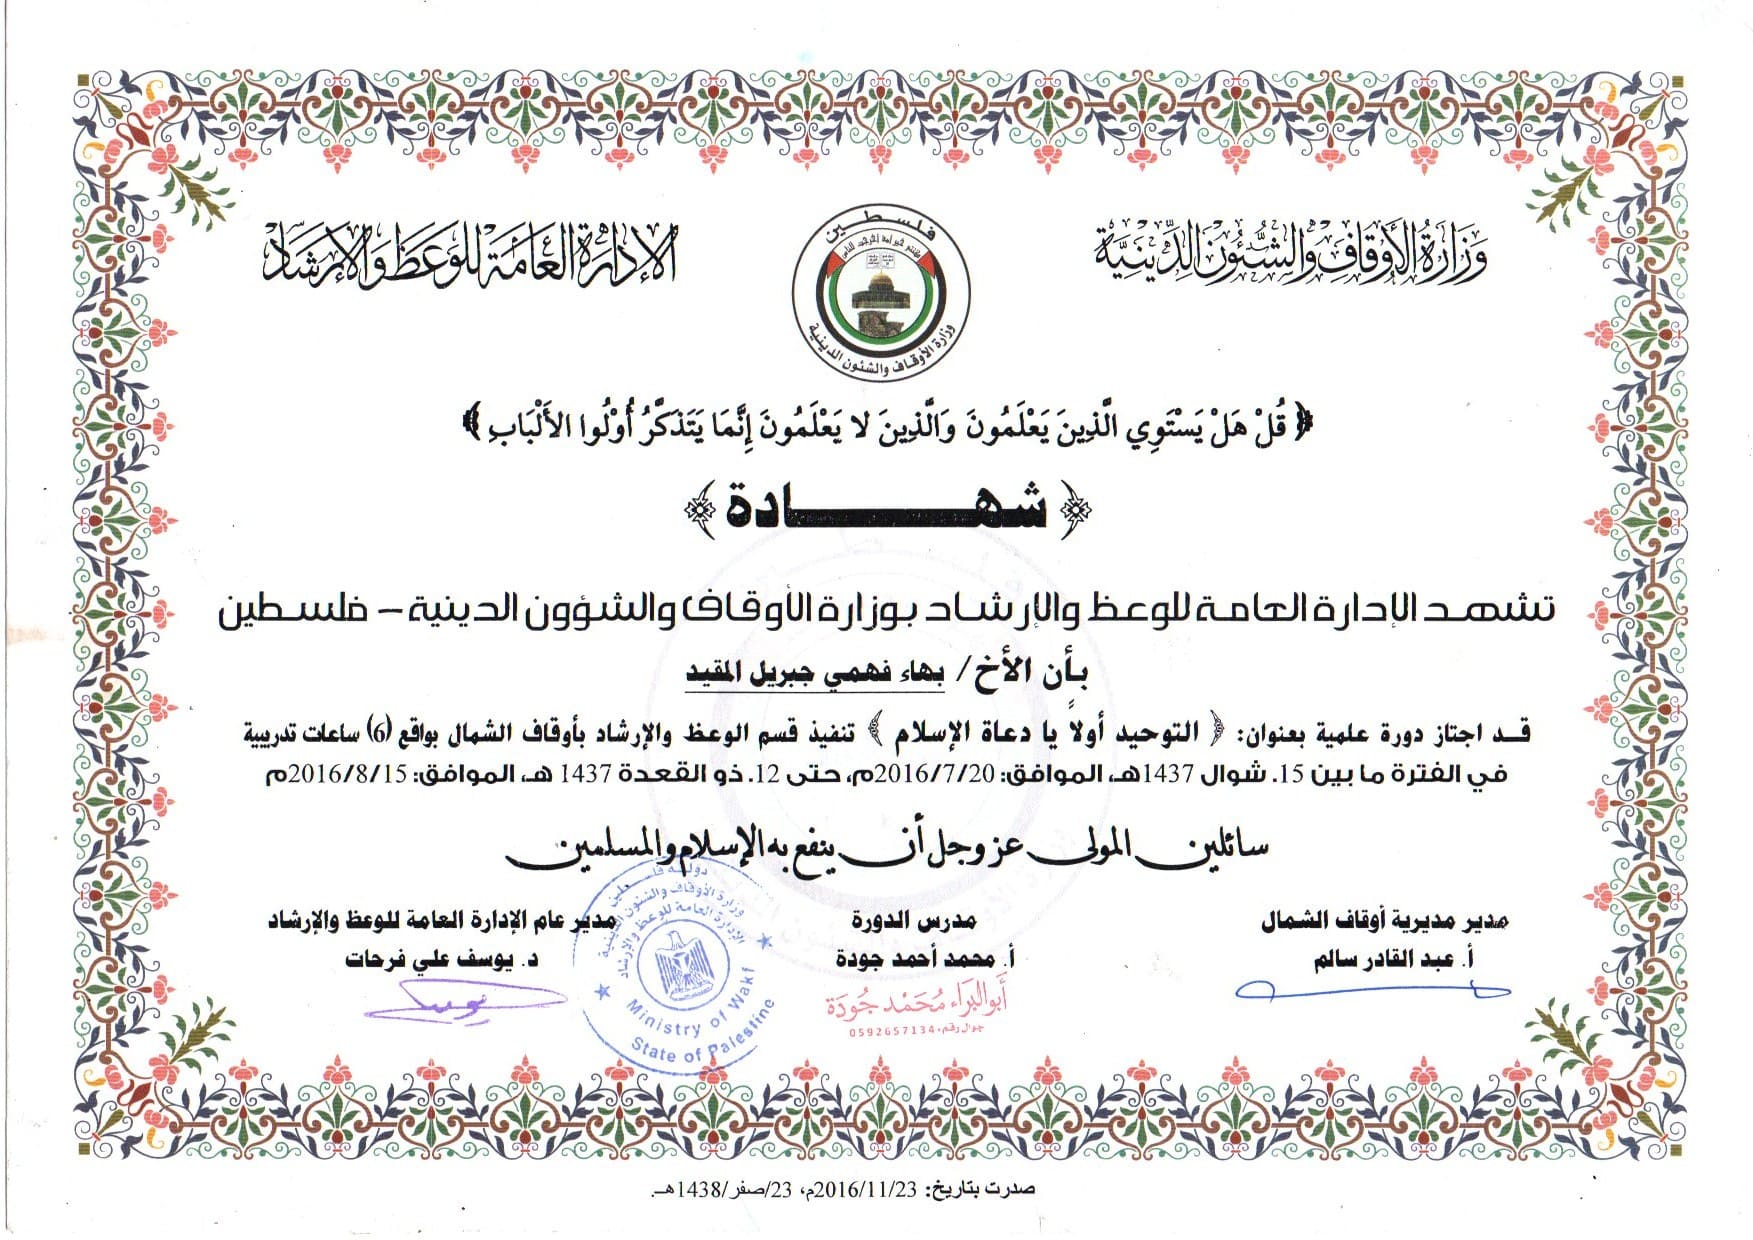 وزارة الأوقاف والشئون الدينية
الإدارة العامة للوعظ والإرشاد
فلسطين
وزارة الأوقاف والشئون الدينية
﴿ قُلْ هَلْ يَسْتَوِي الَّذِينَ يَعْلَمُونَ وَالَّذِينَ لا يَعْلَمُونَ إِنَّمَا يَتَذَكَّرُ أُوْلُوا الأَلْبَابِ ﴾
﴿ شهــــــادة ﴾
تشهد الإدارة العامة للوعظ والإرشاد بوزارة الأوقاف والشؤون الدينية – فلسطين
بأن الأخ / بهاء فهمي جبريل المقيد
قد اجتاز دورة علمية بعنوان: ﴿ التوحيد أولاً يا دعاة الإسلام ﴾ تنفيذ قسم الوعظ والإرشاد بأوقاف الشمال بواقع (6) ساعات تدريبية
في الفترة ما بين 15. شوال 1437هـ، الموافق: 2016/7/20م، حتى 12. ذو القعدة 1437 هـ، الموافق: 2016/8/15م
سائلين المولى عز وجل أن ينفع به الإسلام والمسلمين
مدير مديرية أوقاف الشمال
أ. عبد القادر سالم
مدرس الدورة
أ. محمد أحمد جودة
أبو البراء محمد جودة
جوال رقم: 0592657134
مدير عام الإدارة العامة للوعظ والإرشاد
د. يوسف علي فرحات
دولة فلسطين
وزارة الأوقاف والشئون الدينية
الإدارة العامة للوعظ والإرشاد
Ministry of Wakf
State of Palestine
صدرت بتاريخ: 2016/11/23م، 23/صفر/1438هـ.